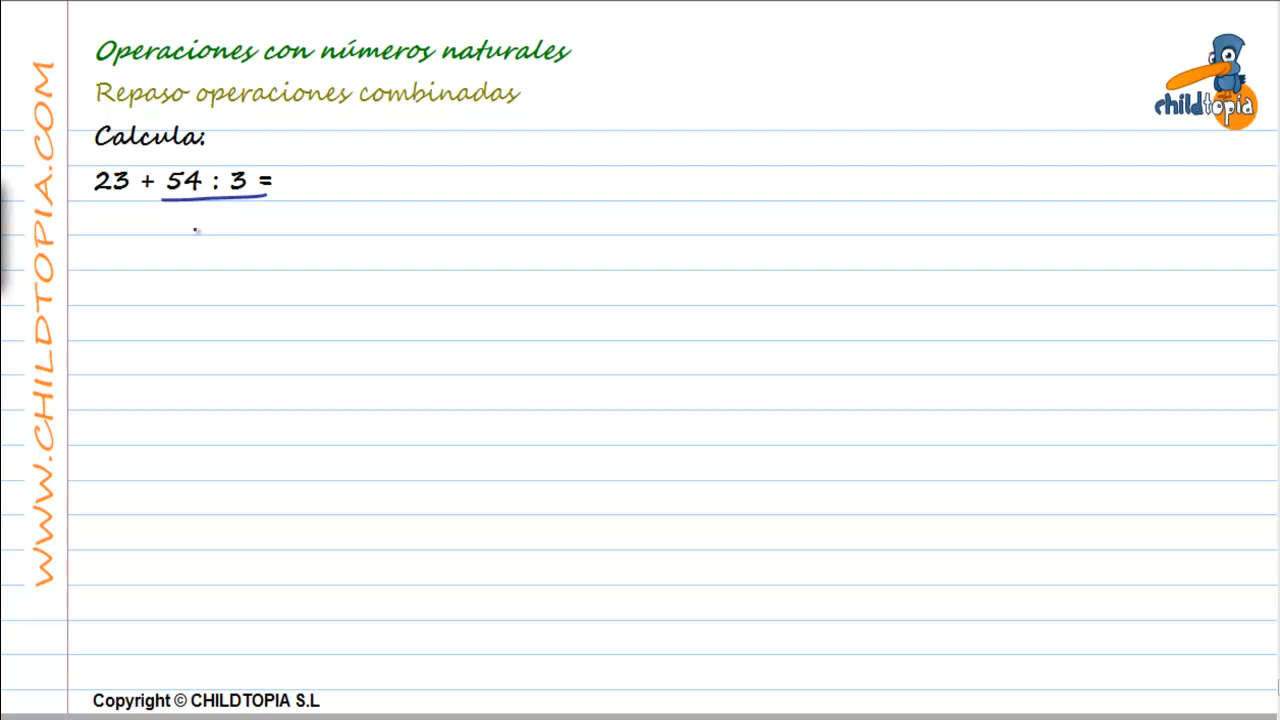 Operaciones con números naturales
Repaso operaciones combinadas
childtopia
Calcula:
23 + 54 : 3 =
WWW.CHILDTOPIA.COM
Copyright © CHILDTOPIA S.L